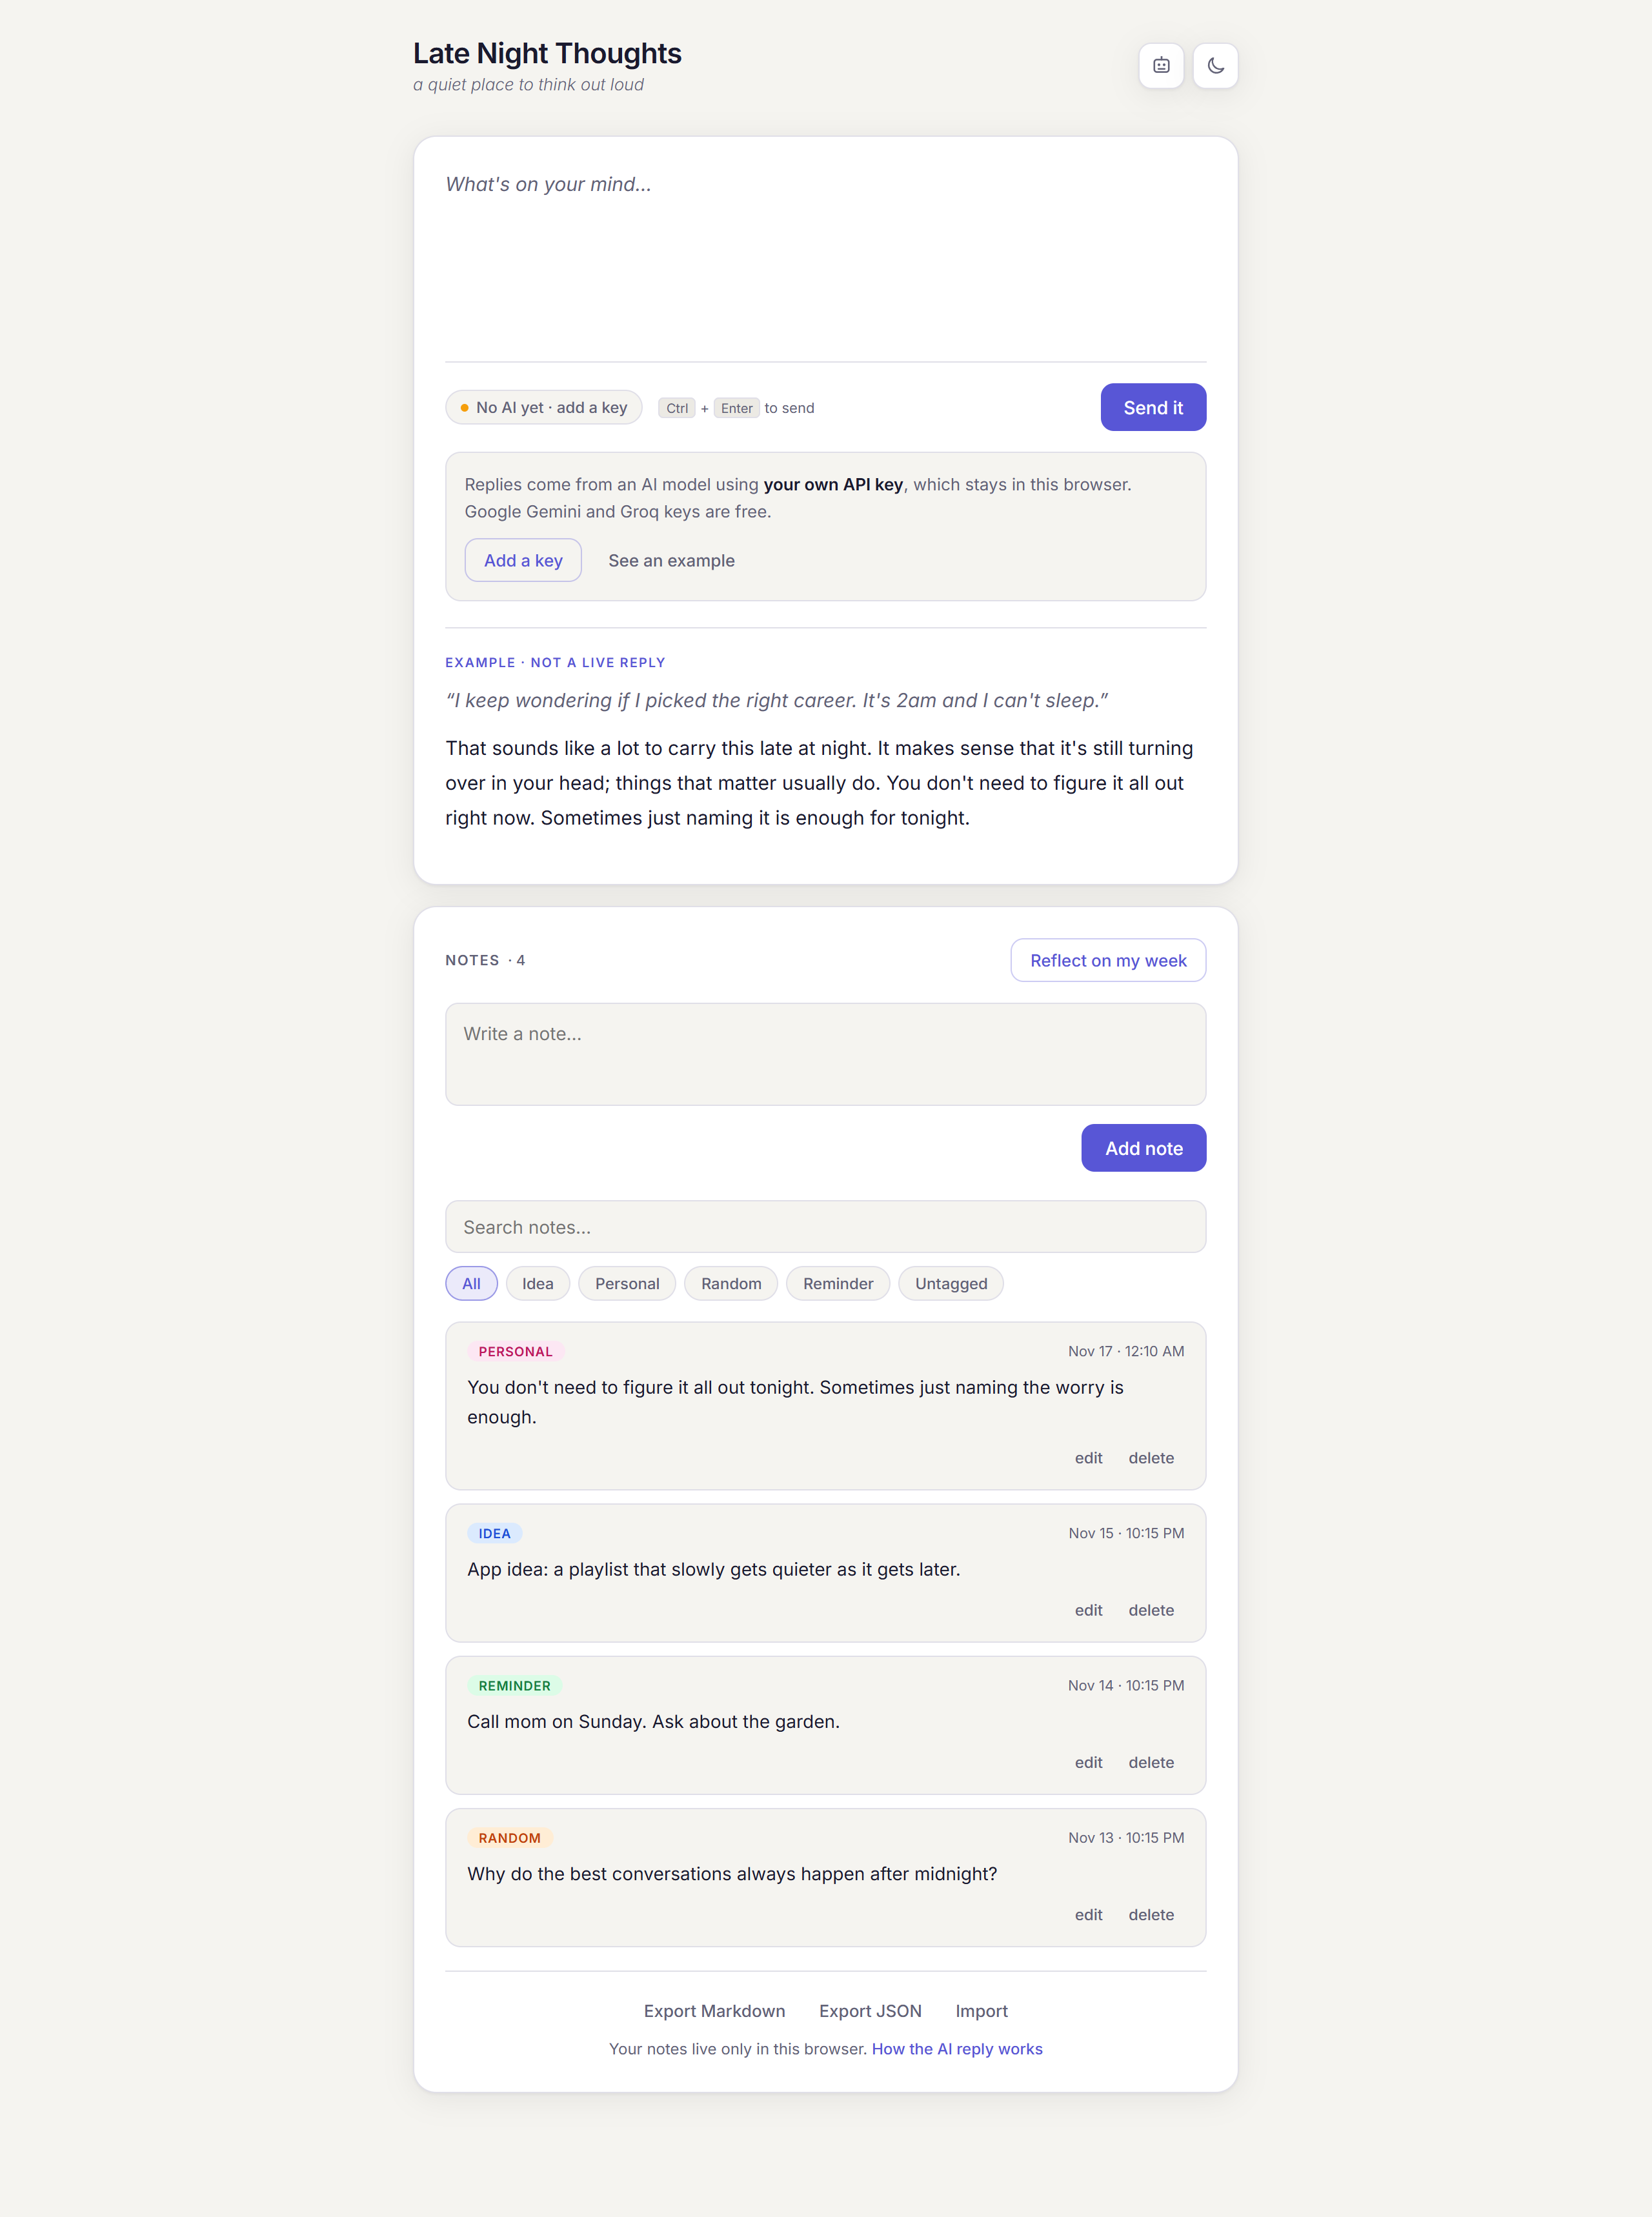 Late Night Thoughts
a quiet place to think out loud
What's on your mind...
No AI yet · add a key
Ctrl + Enter to send
Send it
Replies come from an AI model using your own API key, which stays in this browser.
Google Gemini and Groq keys are free.
Add a key
See an example
EXAMPLE · NOT A LIVE REPLY
“I keep wondering if I picked the right career. It's 2am and I can't sleep.”
That sounds like a lot to carry this late at night. It makes sense that it's still turning
over in your head; things that matter usually do. You don't need to figure it all out
right now. Sometimes just naming it is enough for tonight.
NOTES · 4
Reflect on my week
Write a note...
Add note
Search notes...
All
Idea
Personal
Random
Reminder
Untagged
PERSONAL
Nov 17 · 12:10 AM
You don't need to figure it all out tonight. Sometimes just naming the worry is
enough.
edit
delete
IDEA
Nov 15 · 10:15 PM
App idea: a playlist that slowly gets quieter as it gets later.
edit
delete
REMINDER
Nov 14 · 10:15 PM
Call mom on Sunday. Ask about the garden.
edit
delete
RANDOM
Nov 13 · 10:15 PM
Why do the best conversations always happen after midnight?
edit
delete
Export Markdown
Export JSON
Import
Your notes live only in this browser. How the AI reply works